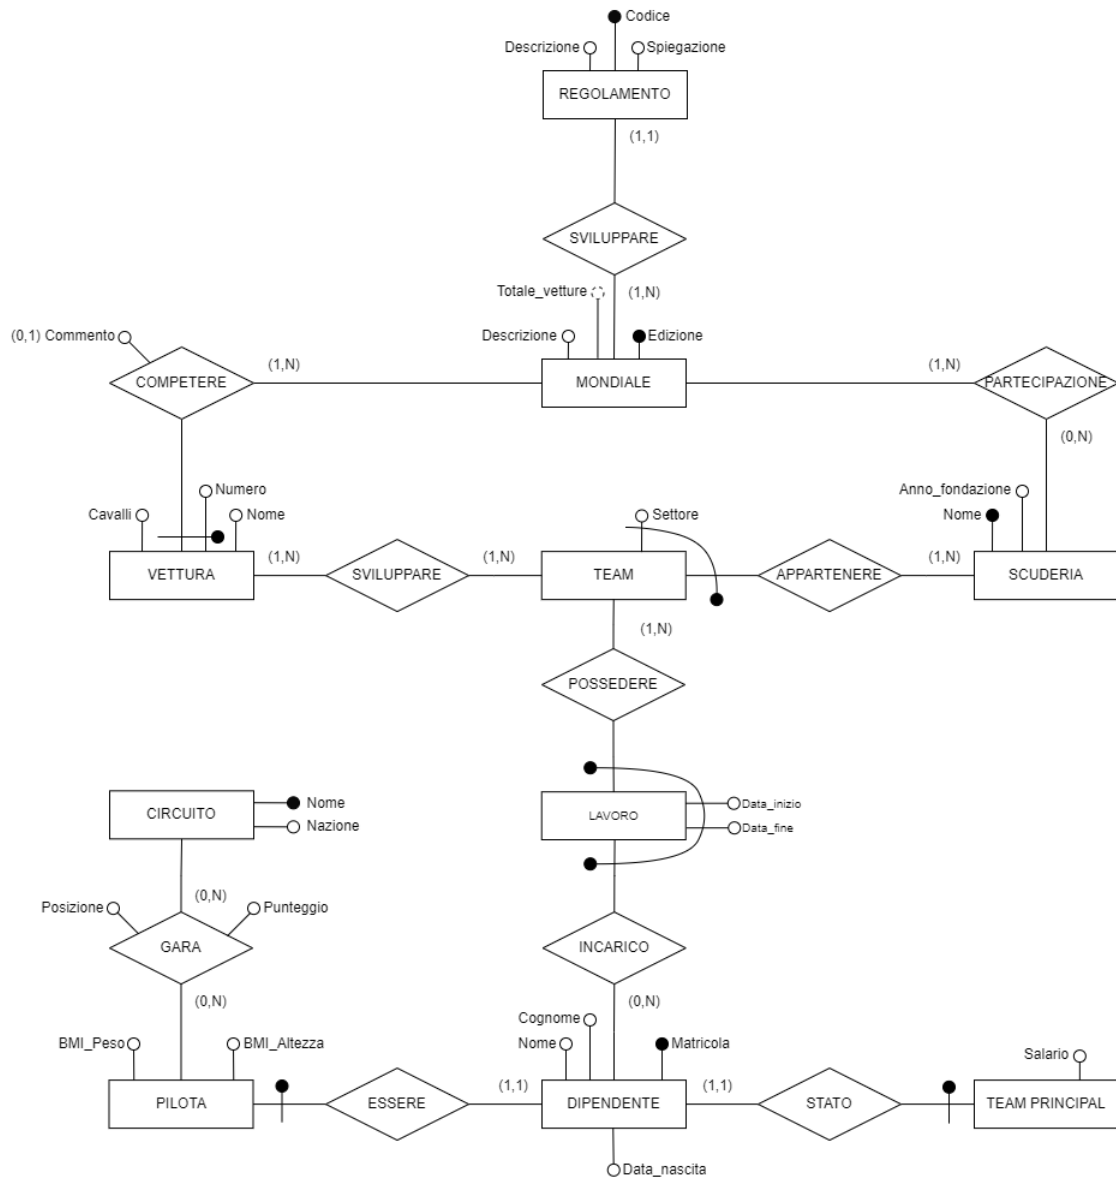 Codice
Descrizione
Spiegazione
REGOLAMENTO
(1,1)
SVILUPPARE
Totale_vetture
(1,N)
(0,1) Commento
Descrizione
Edizione
(1,N)
(1,N)
COMPETERE
MONDIALE
PARTECIPAZIONE
(0,N)
Numero
Anno_fondazione
Cavalli
Nome
Settore
Nome
(1,N)
(1,N)
(1,N)
VETTURA
SVILUPPARE
TEAM
APPARTENERE
SCUDERIA
(1,N)
POSSEDERE
Nome
Data_inizio
CIRCUITO
LAVORO
Nazione
Data_fine
(0,N)
Posizione
Punteggio
GARA
INCARICO
(0,N)
(0,N)
Cognome
BMI_Peso
BMI_Altezza
Nome
Matricola
Salario
(1,1)
(1,1)
PILOTA
ESSERE
DIPENDENTE
STATO
TEAM PRINCIPAL
Data_nascita